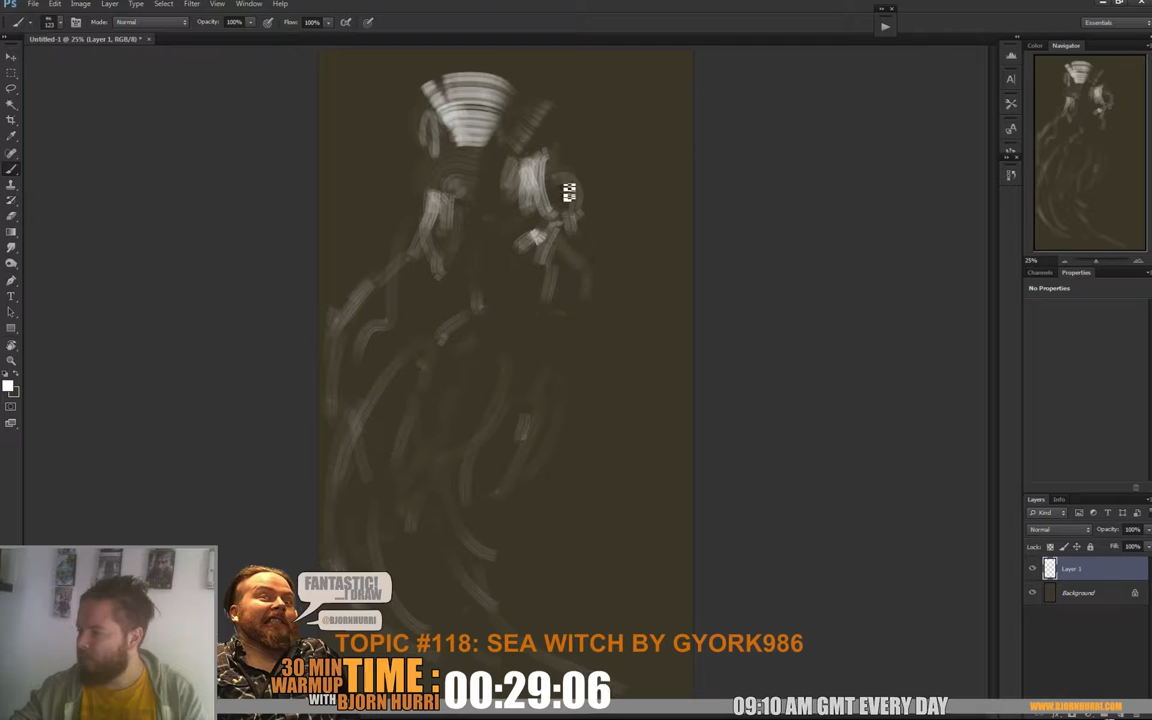 Ps File Edit Image Layer Type Select Filter View Window Help
123 Mode: Normal Opacity: 100% Flow: 100% Essentials
Untitled-1 @ 25% (Layer 1, RGB/8) *
Color Navigator
25%
Channels Properties
No Properties
Layers Info
Kind
Normal Opacity: 100%
Lock: Fill: 100%
Layer 1
Background
FANTASTIC!
...I DRAW
@BJORNHURRI
TOPIC #118: SEA WITCH BY GYORK986
30 MIN
WARMUP
WITH BJORN HURRI
TIME : 00:29:06
09:10 AM GMT EVERY DAY
WWW.BJORNHURRI.COM